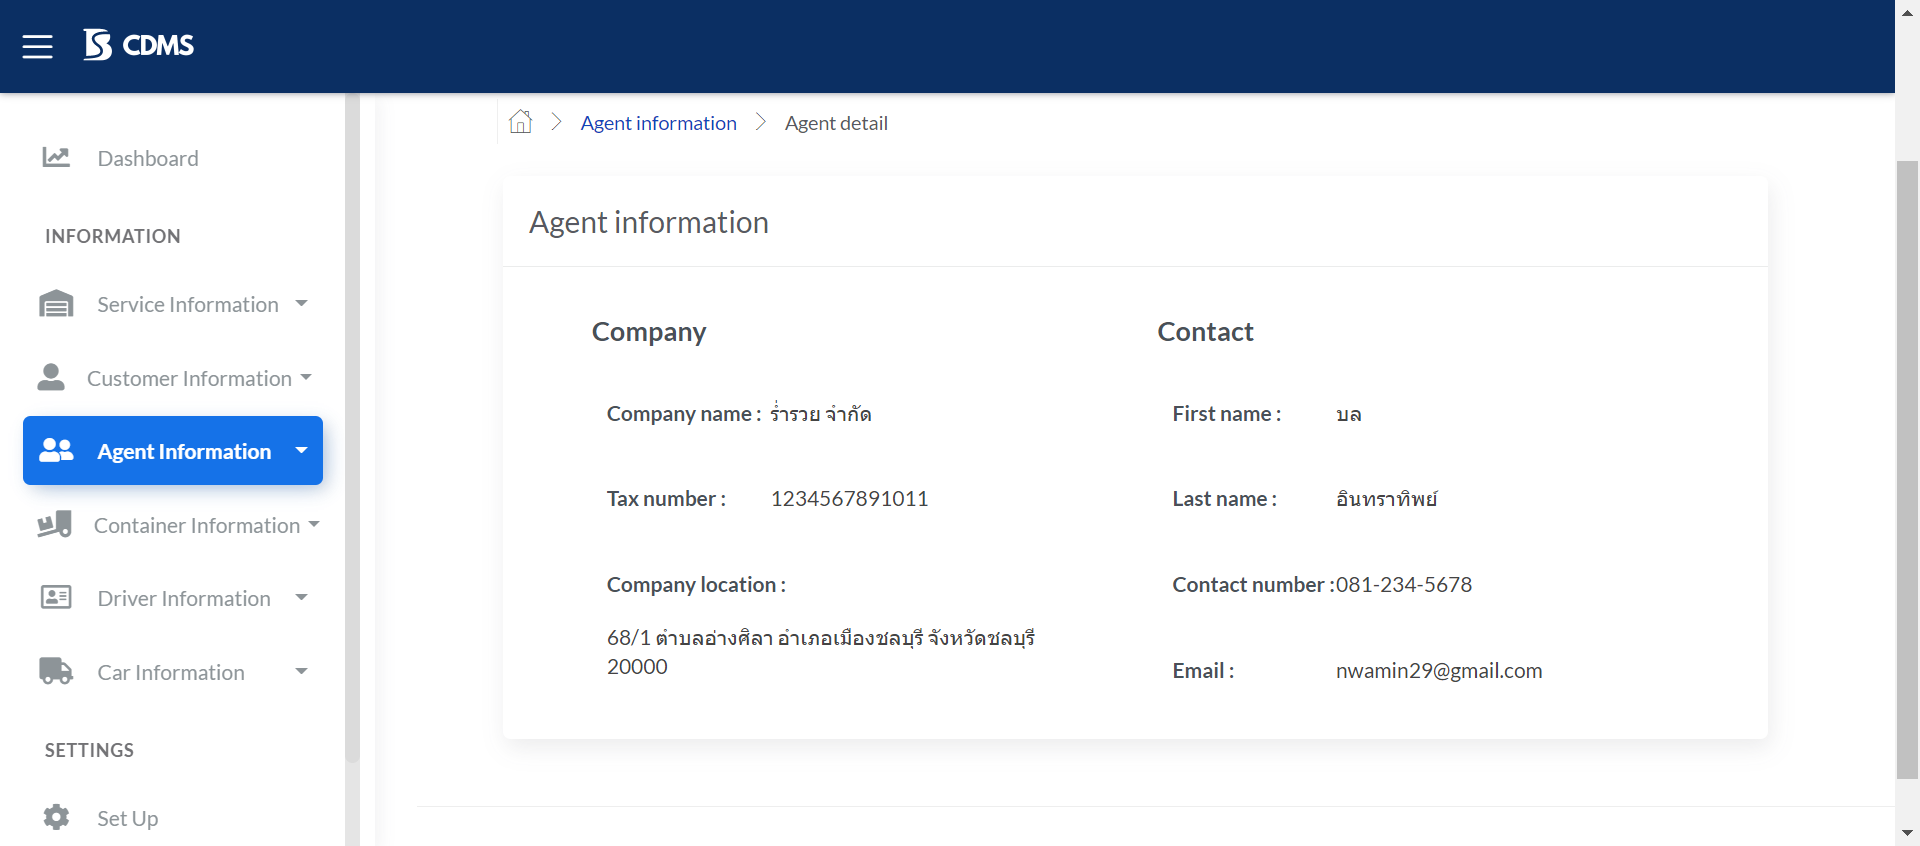 CDMS
Agent information
Agent detail
Dashboard
INFORMATION
Service Information
Customer Information
Agent Information
Container Information
Driver Information
Car Information
SETTINGS
Set Up
Agent information
Company
Company name : ร่ำรวย จำกัด
Tax number : 1234567891011
Company location :
68/1 ตำบลอ่างศิลา อำเภอเมืองชลบุรี จังหวัดชลบุรี
20000
Contact
First name : บล
Last name : อินทราทิพย์
Contact number : 081-234-5678
Email : nwamin29@gmail.com